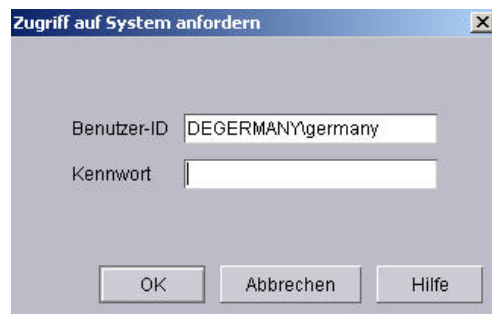 Zugriff auf System anfordern
Benutzer-ID DEGERMANY\germany
Kennwort
OK Abbrechen Hilfe